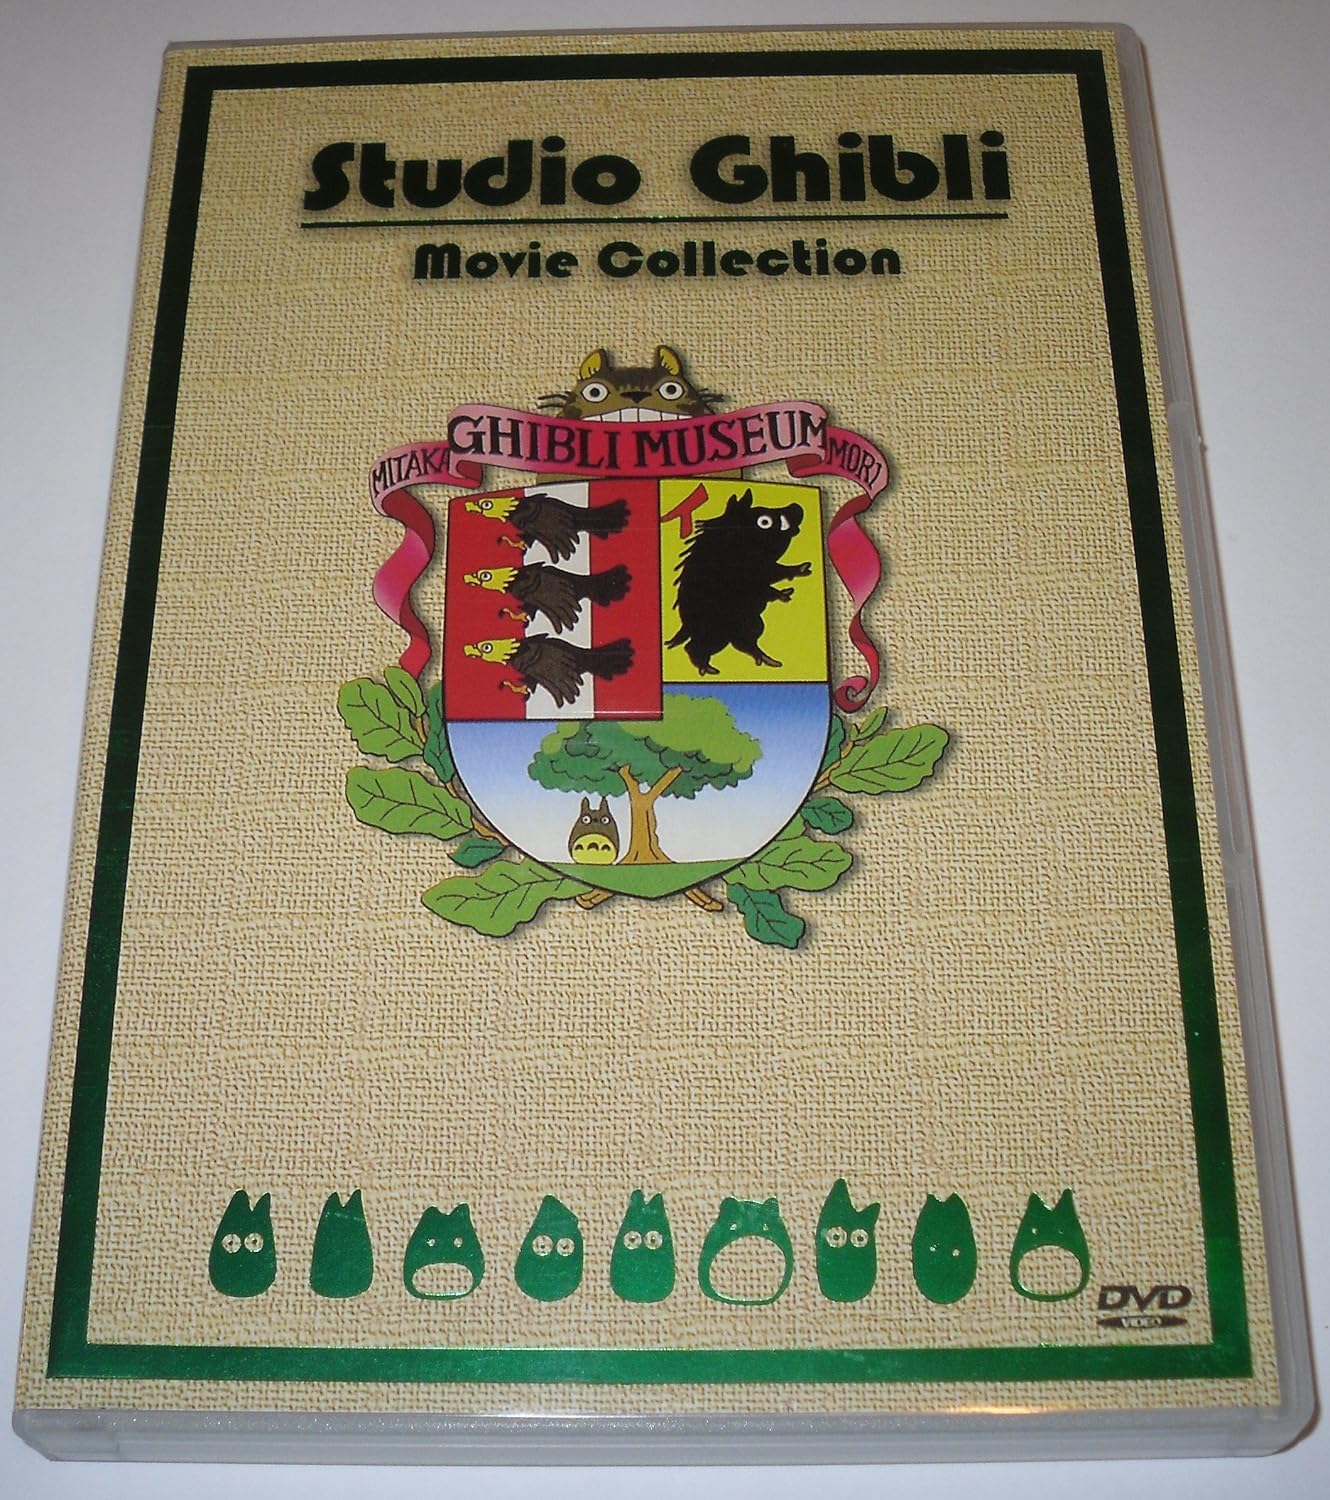 Studio Ghibli
Movie Collection
MITAKA GHIBLI MUSEUM MORI
イ
DVD
VIDEO